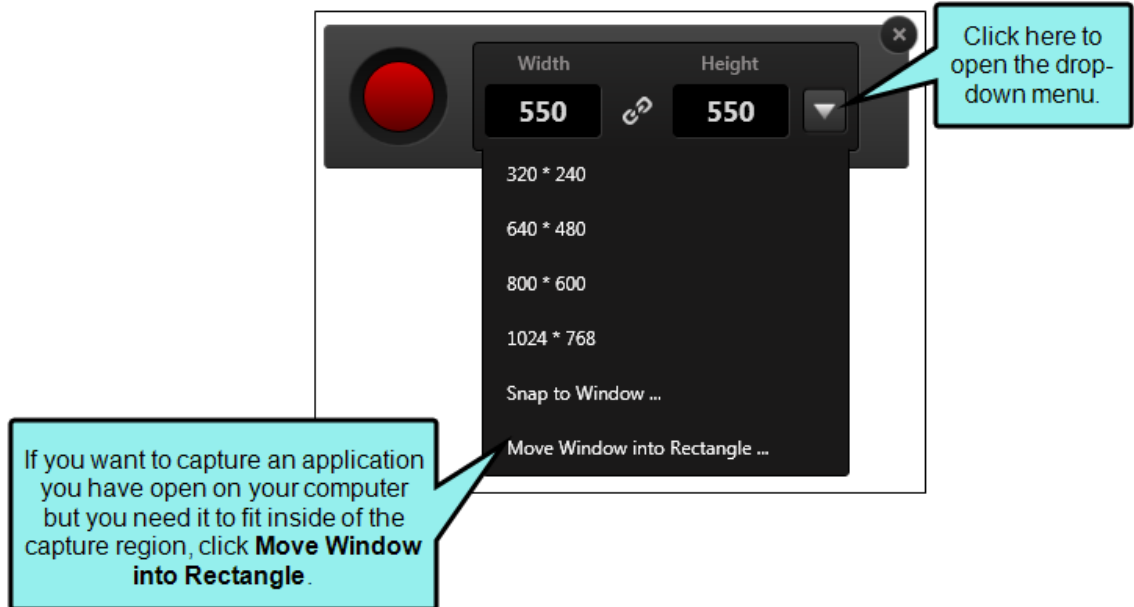 Width Height
550 550
320 * 240
640 * 480
800 * 600
1024 * 768
Snap to Window ...
Move Window into Rectangle ...
Click here to
open the drop-
down menu.
If you want to capture an application
you have open on your computer
but you need it to fit inside of the
capture region, click Move Window
into Rectangle.